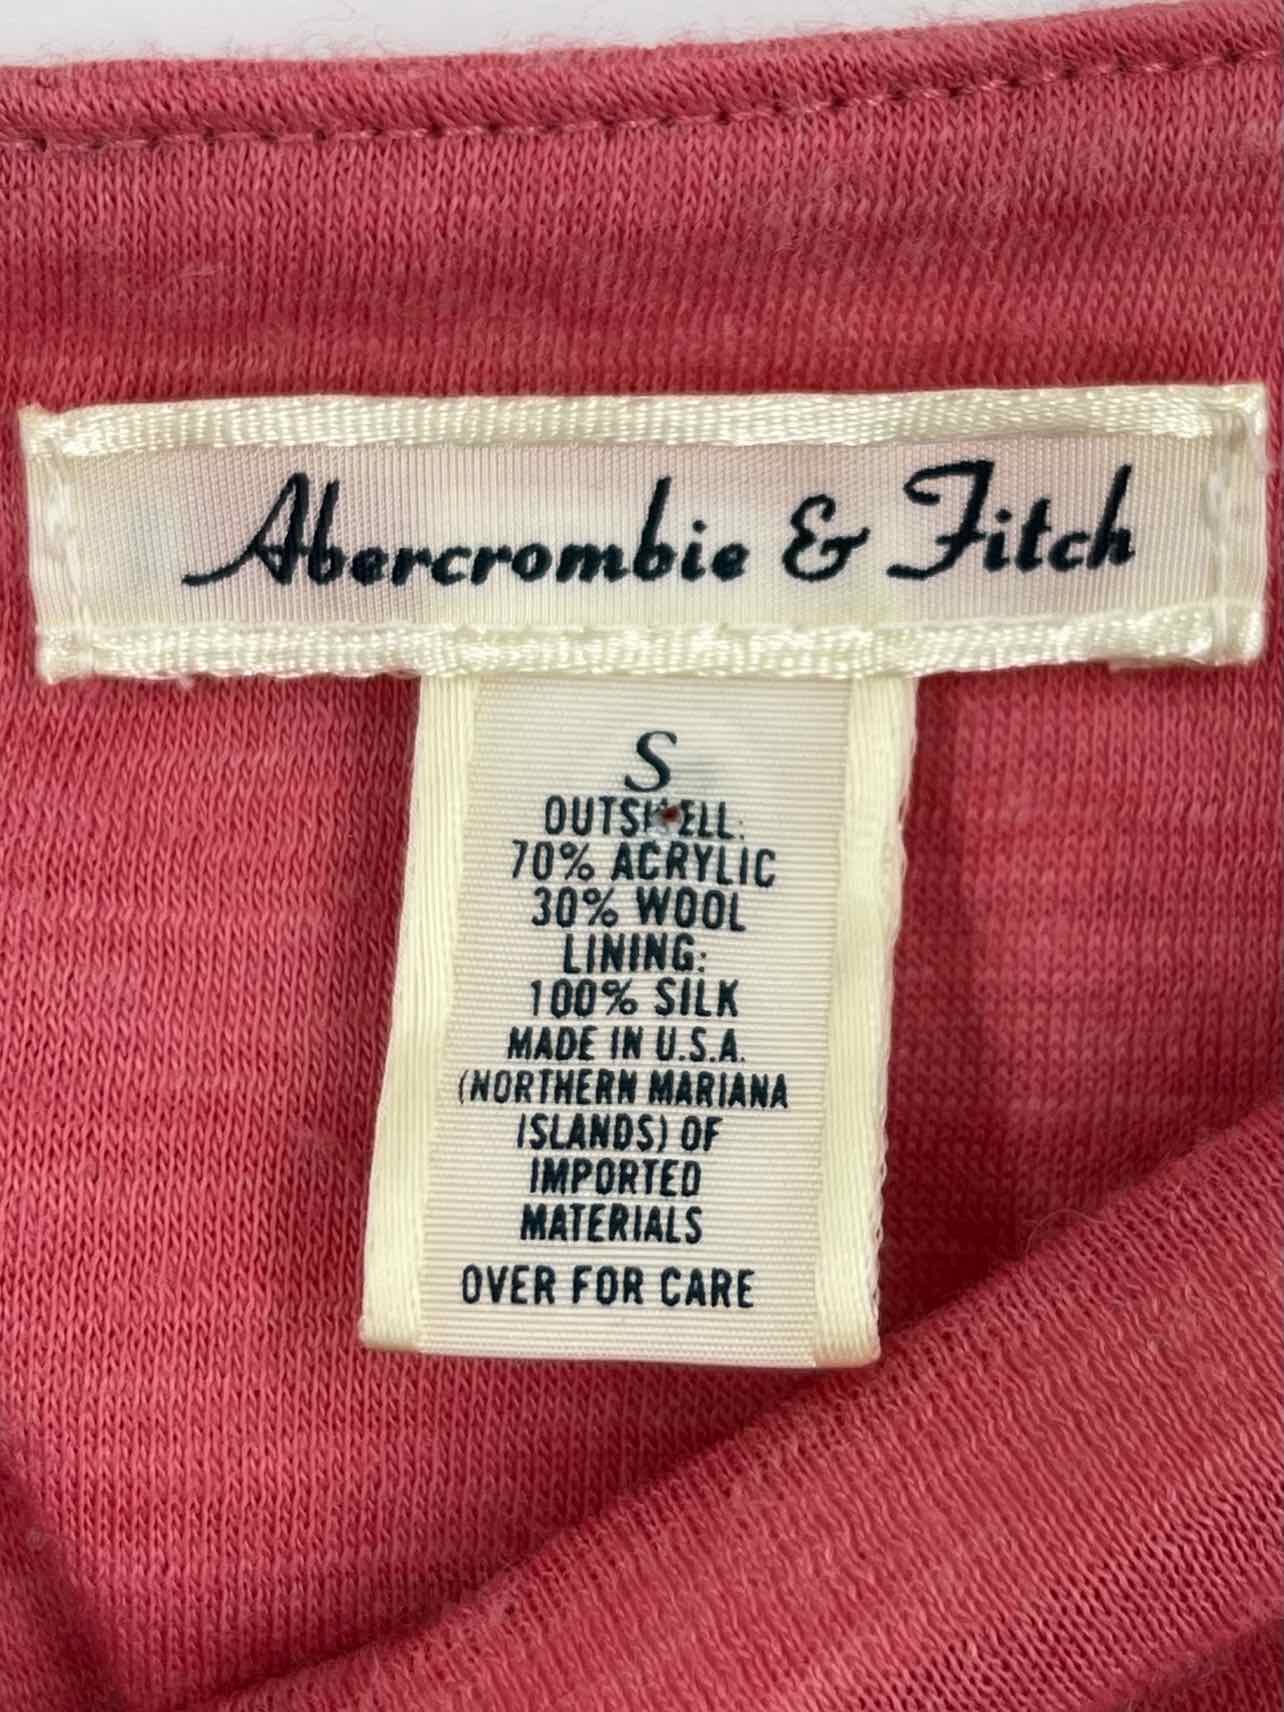 Abercrombie & Fitch
S
OUTSHELL:
70% ACRYLIC
30% WOOL
LINING:
100% SILK
MADE IN U.S.A.
(NORTHERN MARIANA
ISLANDS) OF
IMPORTED
MATERIALS
OVER FOR CARE